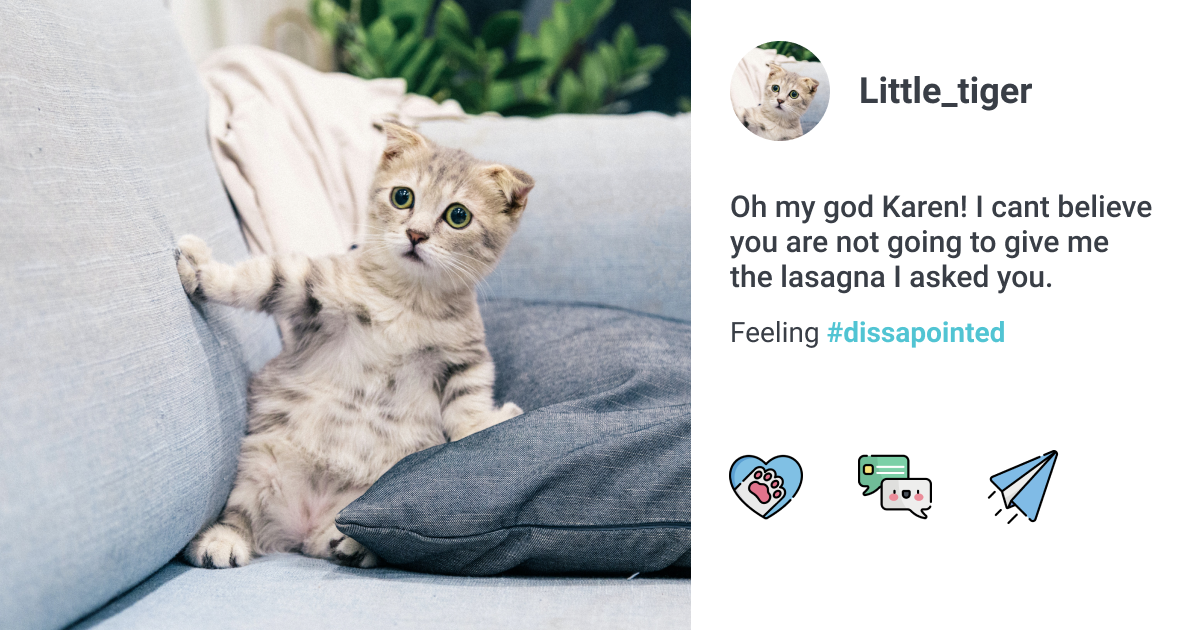 Little_tiger
Oh my god Karen! I cant believe
you are not going to give me
the lasagna I asked you.
Feeling #dissapointed